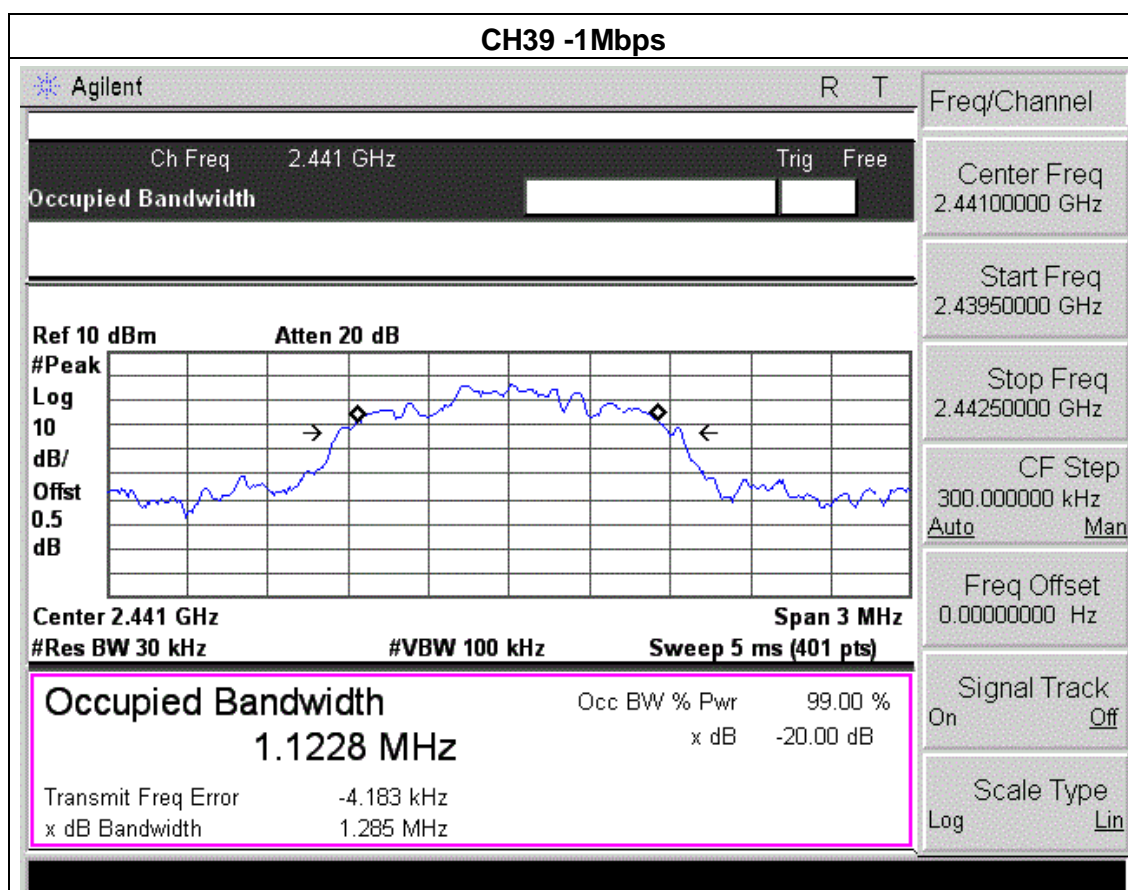 CH39 -1Mbps
Agilent R T
Freq/Channel
Ch Freq 2.441 GHz Trig Free
Occupied Bandwidth
Center Freq
2.44100000 GHz
Start Freq
2.43950000 GHz
Stop Freq
2.44250000 GHz
CF Step
300.000000 kHz
Auto Man
Freq Offset
0.00000000 Hz
Signal Track
On Off
Scale Type
Log Lin
Ref 10 dBm Atten 20 dB
#Peak
Log
10
dB/
Offst
0.5
dB
Center 2.441 GHz Span 3 MHz
#Res BW 30 kHz #VBW 100 kHz Sweep 5 ms (401 pts)
Occupied Bandwidth Occ BW % Pwr 99.00 %
1.1228 MHz x dB -20.00 dB
Transmit Freq Error -4.183 kHz
x dB Bandwidth 1.285 MHz